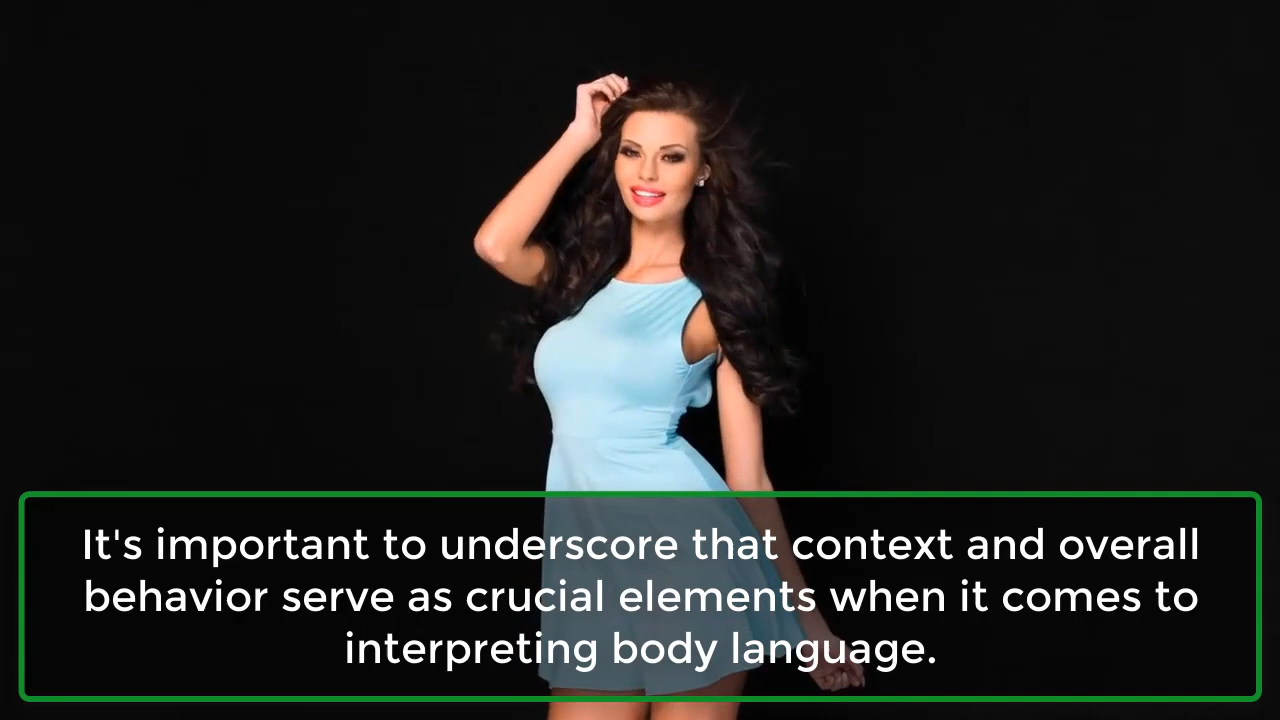 It's important to underscore that context and overall
behavior serve as crucial elements when it comes to
interpreting body language.